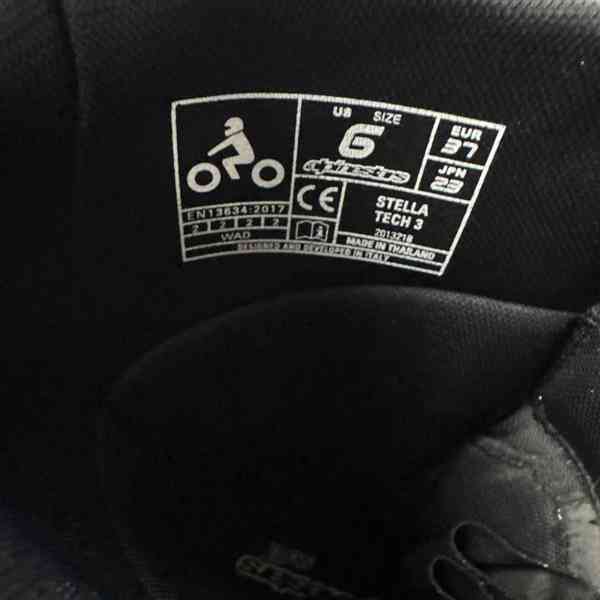 US SIZE
6
alpinestars
EUR
37
JPN
23
EN13634:2017
2 2 2 2
WAD
CE
STELLA
TECH 3
2013218
MADE IN THAILAND
DESIGNED AND DEVELOPED IN ITALY